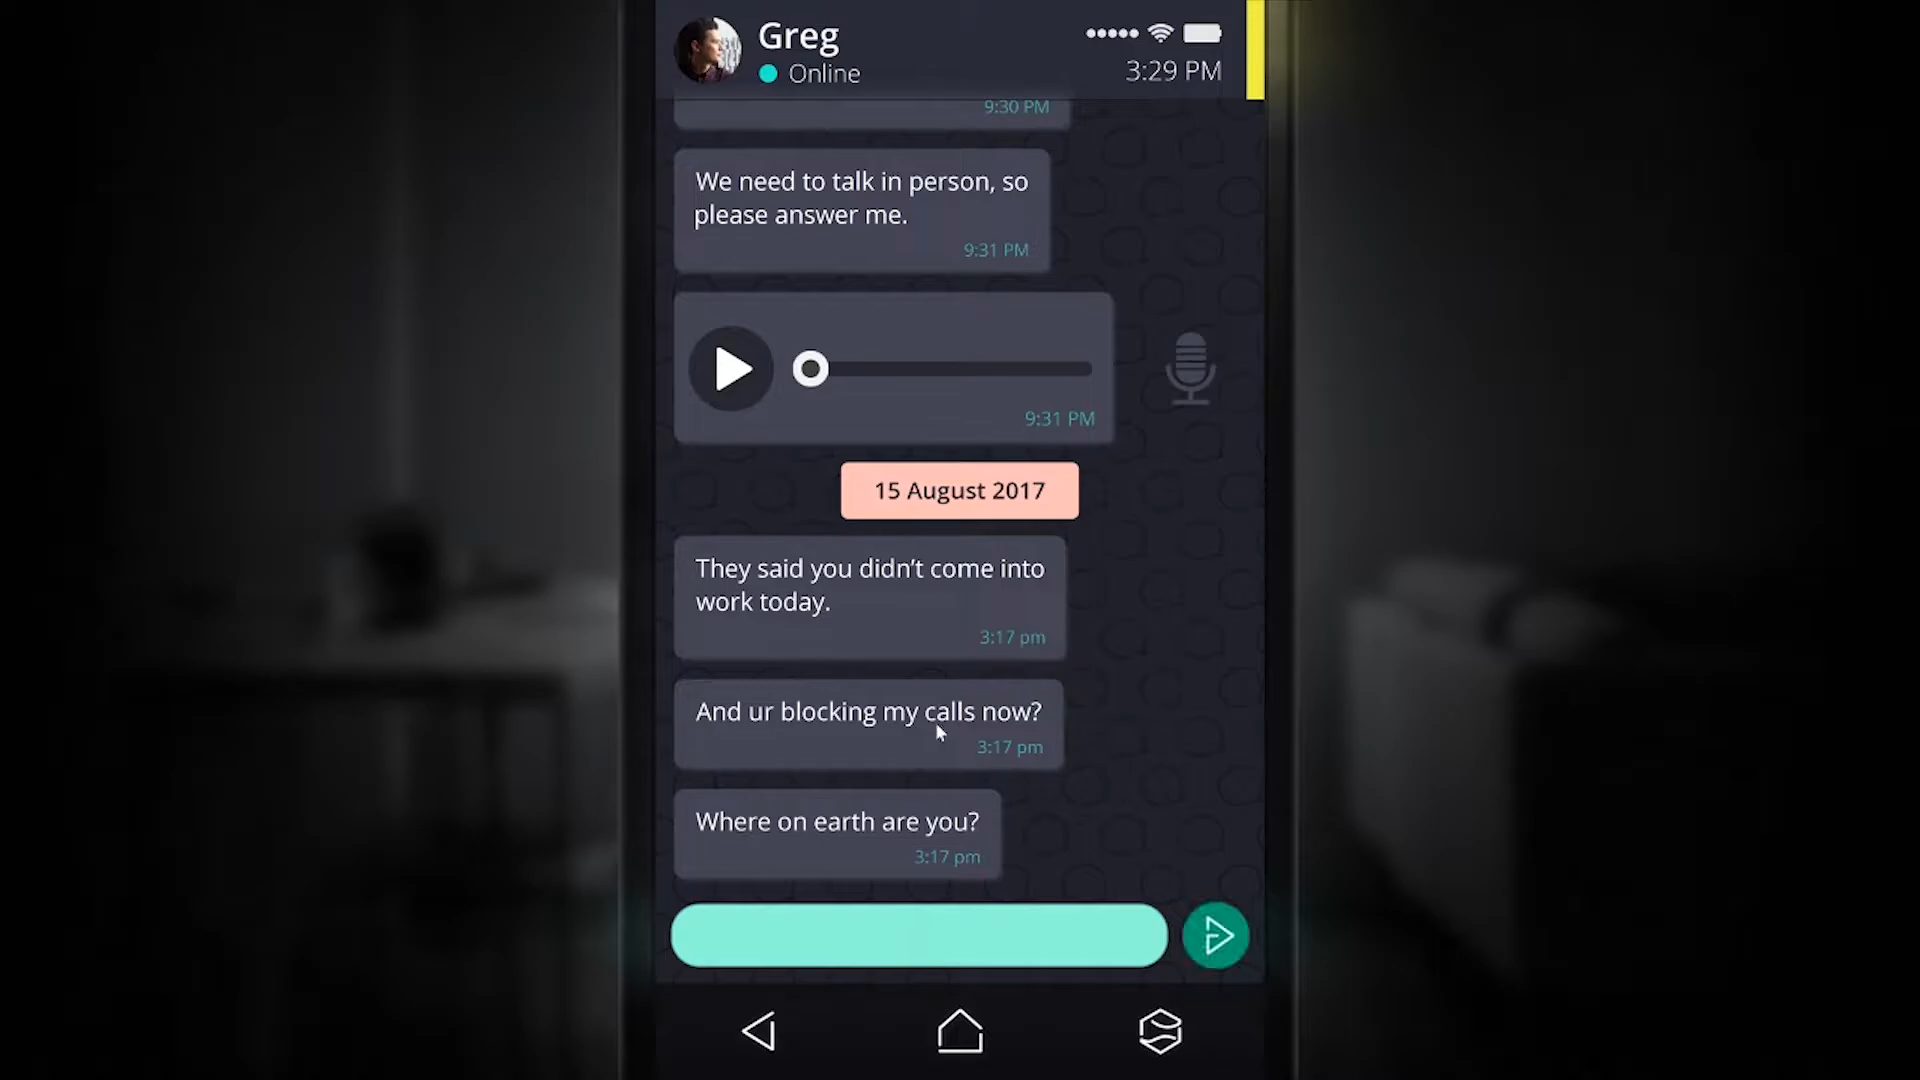 Greg
Online
3:29 PM
9:30 PM
We need to talk in person, so
please answer me.
9:31 PM
9:31 PM
15 August 2017
They said you didn’t come into
work today.
3:17 pm
And ur blocking my calls now?
3:17 pm
Where on earth are you?
3:17 pm